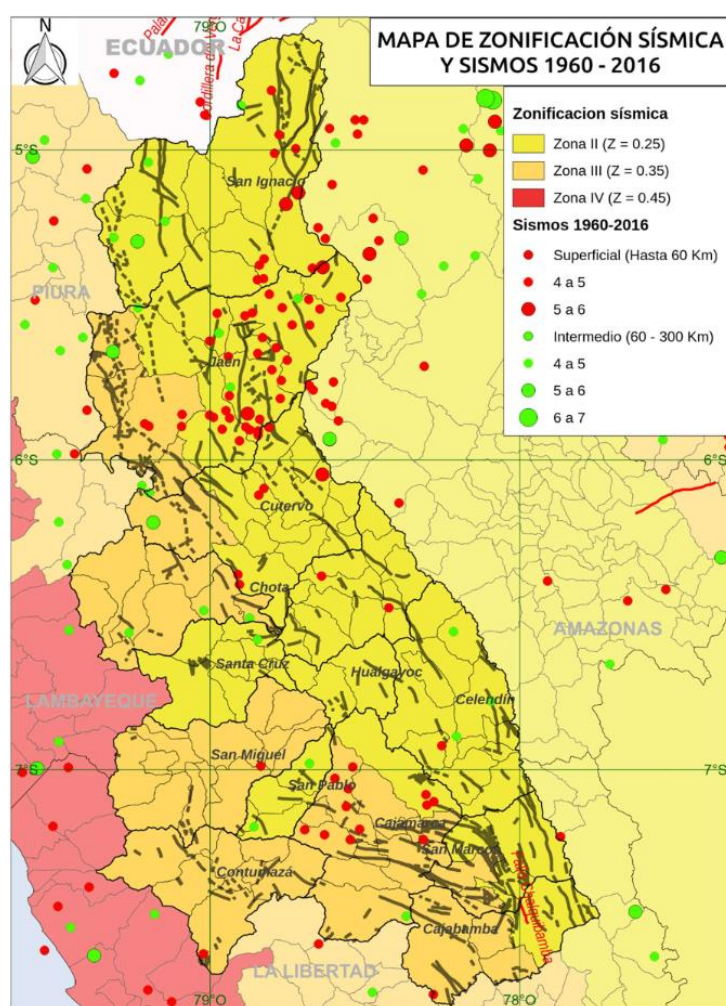 N
79°O
ECUADOR
MAPA DE ZONIFICACIÓN SÍSMICA
Y SISMOS 1960 - 2016
Zonificacion sísmica
Zona II (Z = 0.25)
Zona III (Z = 0.35)
Zona IV (Z = 0.45)
Sismos 1960-2016
Superficial (Hasta 60 Km)
4 a 5
5 a 6
Intermedio (60 - 300 Km)
4 a 5
5 a 6
6 a 7
5°S
5°S
San Ignacio
PIURA
Jaén
6°S
6°S
Cutervo
Chota
AMAZONAS
Santa Cruz
Hualgayoc
LAMBAYEQUE
Celendín
San Miguel
7°S
7°S
San Pablo
Cajamarca
San Marcos
Contumazá
Cajabamba
LA LIBERTAD
79°O
78°O